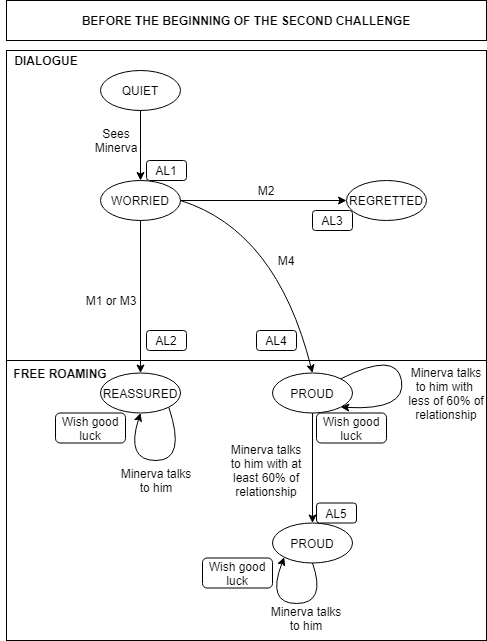 BEFORE THE BEGINNING OF THE SECOND CHALLENGE
DIALOGUE
QUIET
Sees
Minerva
AL1
WORRIED
M2
REGRETTED
AL3
M4
M1 or M3
AL2
AL4
FREE ROAMING
REASSURED
Wish good
luck
Minerva talks
to him
PROUD
Minerva talks
to him with
less of 60% of
relationship
Wish good
luck
Minerva talks
to him with at
least 60% of
relationship
AL5
PROUD
Wish good
luck
Minerva talks
to him